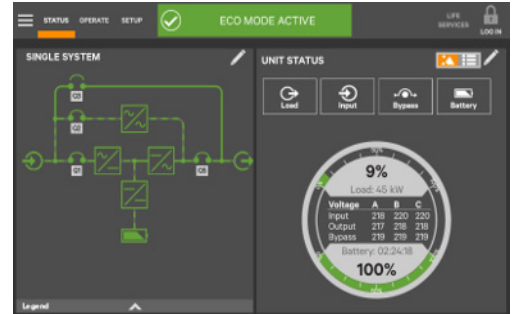 STATUS OPERATE SETUP
ECO MODE ACTIVE
LIFE
SERVICES
LOG IN
SINGLE SYSTEM
Q3
Q2
Q1
Legend
UNIT STATUS
Load Input Bypass Battery
9%
Load: 45 kW
Voltage A B C
Input 218 220 220
Output 217 218 218
Bypass 219 219 219
Battery: 02:24:18
100%